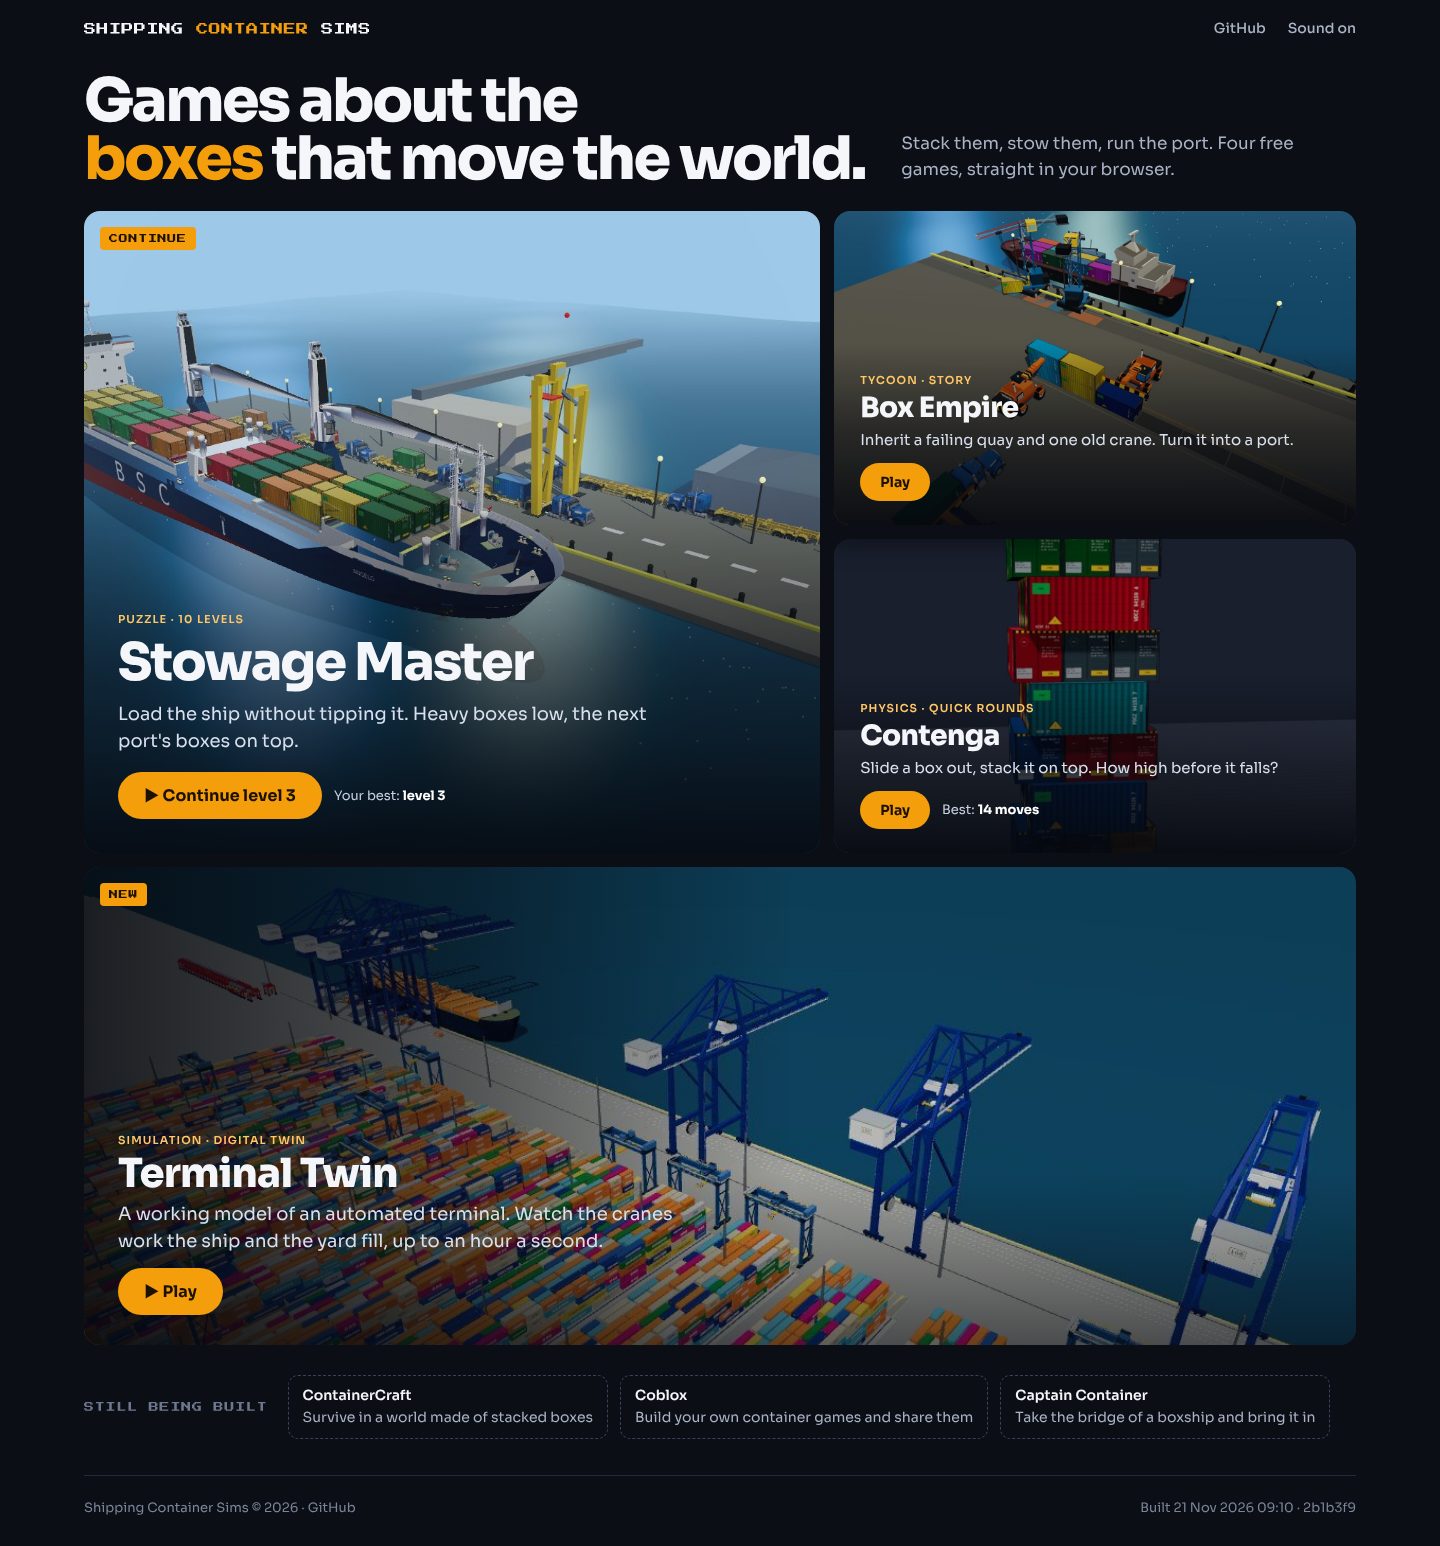 SHIPPING CONTAINER SIMS
GitHub Sound on
Games about the
boxes that move the world.
Stack them, stow them, run the port. Four free
games, straight in your browser.
CONTINUE
BSC
PUZZLE · 10 LEVELS
Stowage Master
Load the ship without tipping it. Heavy boxes low, the next
port's boxes on top.
▶ Continue level 3
Your best: level 3
TYCOON · STORY
Box Empire
Inherit a failing quay and one old crane. Turn it into a port.
Play
PHYSICS · QUICK ROUNDS
Contenga
Slide a box out, stack it on top. How high before it falls?
Play
Best: 14 moves
NEW
SIMULATION · DIGITAL TWIN
Terminal Twin
A working model of an automated terminal. Watch the cranes
work the ship and the yard fill, up to an hour a second.
▶ Play
STILL BEING BUILT
ContainerCraft
Survive in a world made of stacked boxes
Coblox
Build your own container games and share them
Captain Container
Take the bridge of a boxship and bring it in
Shipping Container Sims © 2026 · GitHub
Built 21 Nov 2026 09:10 · 2b1b3f9